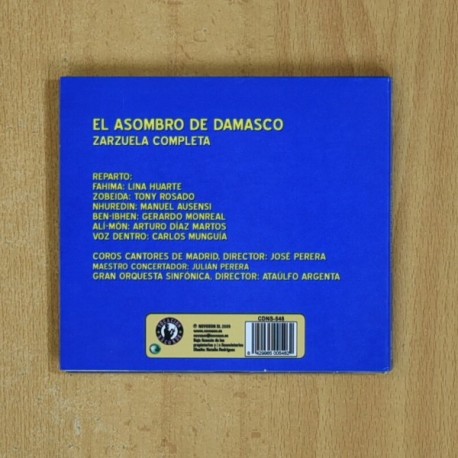 EL ASOMBRO DE DAMASCO
ZARZUELA COMPLETA
REPARTO:
FAHIMA: LINA HUARTE
ZOBEIDA: TONY ROSADO
NHUREDIN: MANUEL AUSENSI
BEN-IBHEN: GERARDO MONREAL
ALÍ-MÓN: ARTURO DÍAZ MARTOS
VOZ DENTRO: CARLOS MUNGUÍA
COROS CANTORES DE MADRID, DIRECTOR: JOSÉ PERERA
MAESTRO CONCERTADOR: JULIÁN PERERA
GRAN ORQUESTA SINFÓNICA, DIRECTOR: ATAÚLFO ARGENTA
CDNS-546